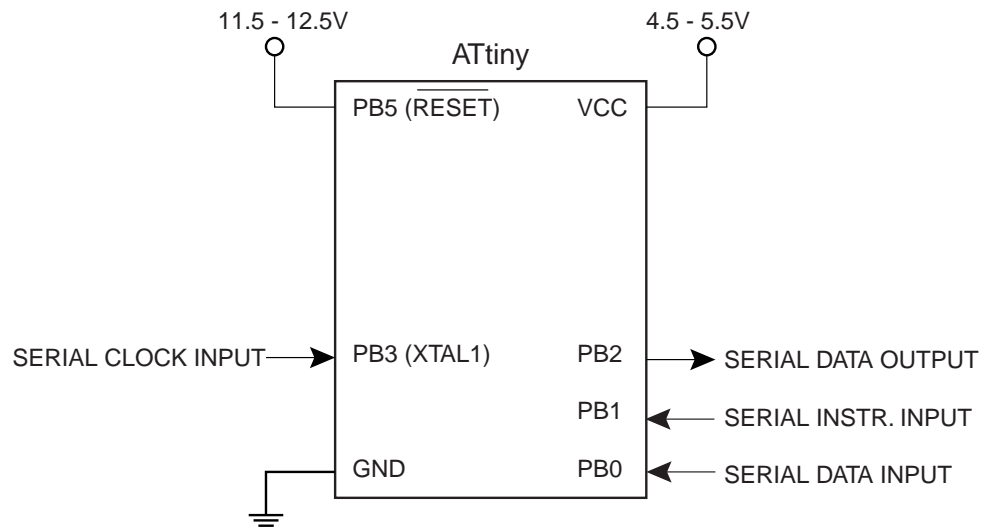 11.5 - 12.5V
4.5 - 5.5V
ATtiny
PB5 (RESET)
VCC
SERIAL CLOCK INPUT
PB3 (XTAL1)
PB2
SERIAL DATA OUTPUT
PB1
SERIAL INSTR. INPUT
GND
PB0
SERIAL DATA INPUT